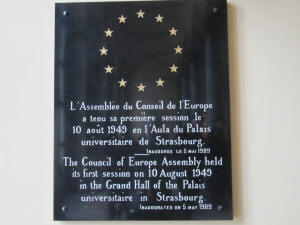 L'Assemblée du Conseil de l'Europe
a tenu sa première session le
10 août 1949 en l'Aula du Palais
universitaire de Strasbourg.
Inaugurée le 5 mai 1989
The Council of Europe Assembly held
its first session on 10 August 1949
in the Grand Hall of the Palais
universitaire in Strasbourg.
Inaugurated on 5 may 1989